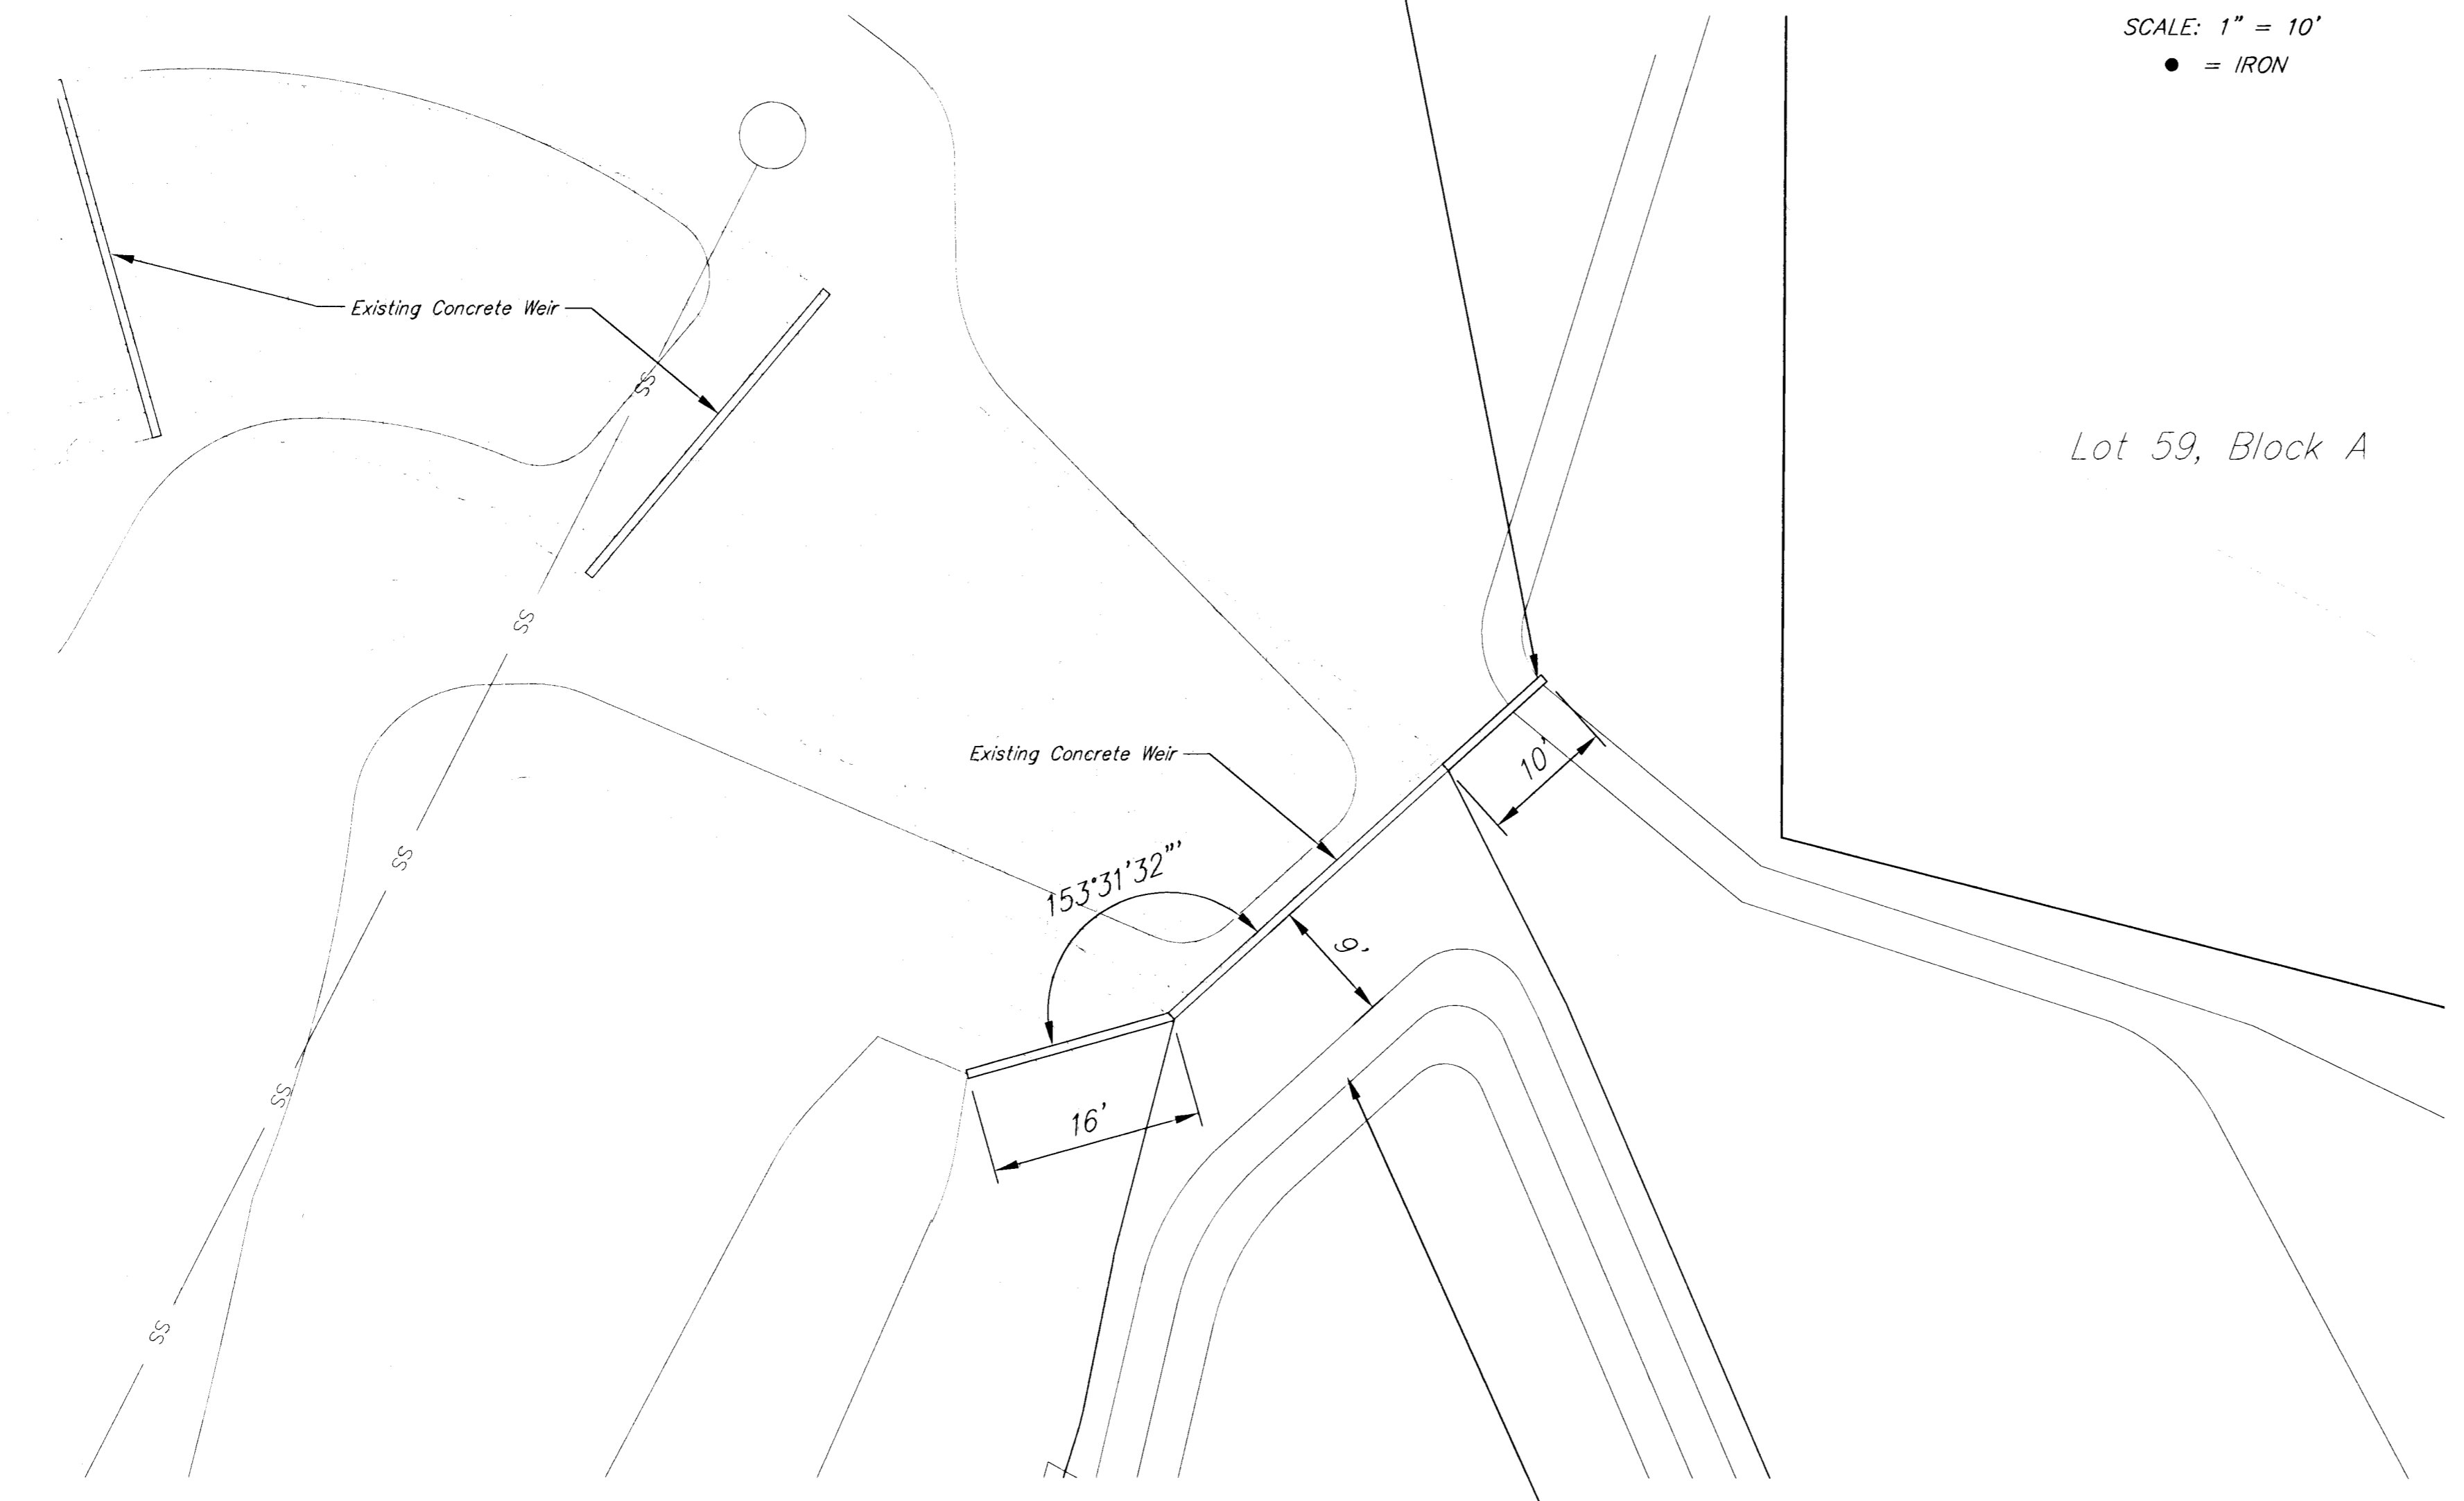 SCALE: 1" = 10'
● = IRON
Existing Concrete Weir
SS
Lot 59, Block A
SS
Existing Concrete Weir
10'
153°31'32"'
SS
9'
SS
16'
SS